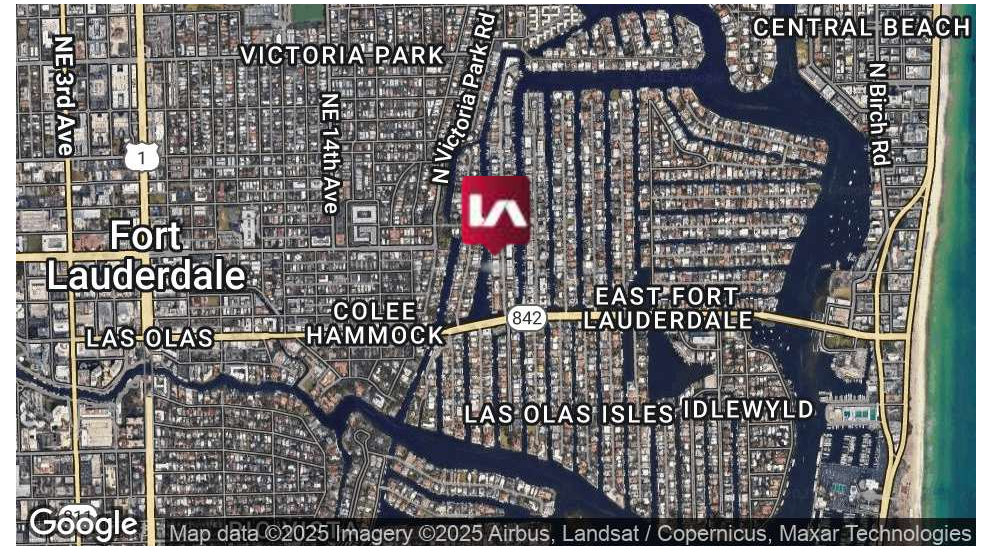 CENTRAL BEACH
VICTORIA PARK
NE 3rd Ave
N Victoria Park Rd
N Birch Rd
NE 14th Ave
1
LA
Fort
Lauderdale
EAST FORT
LAUDERDALE
842
COLEE
HAMMOCK
LAS OLAS
LAS OLAS ISLES
IDLEWYLD
Google
Map data ©2025 Imagery ©2025 Airbus, Landsat / Copernicus, Maxar Technologies